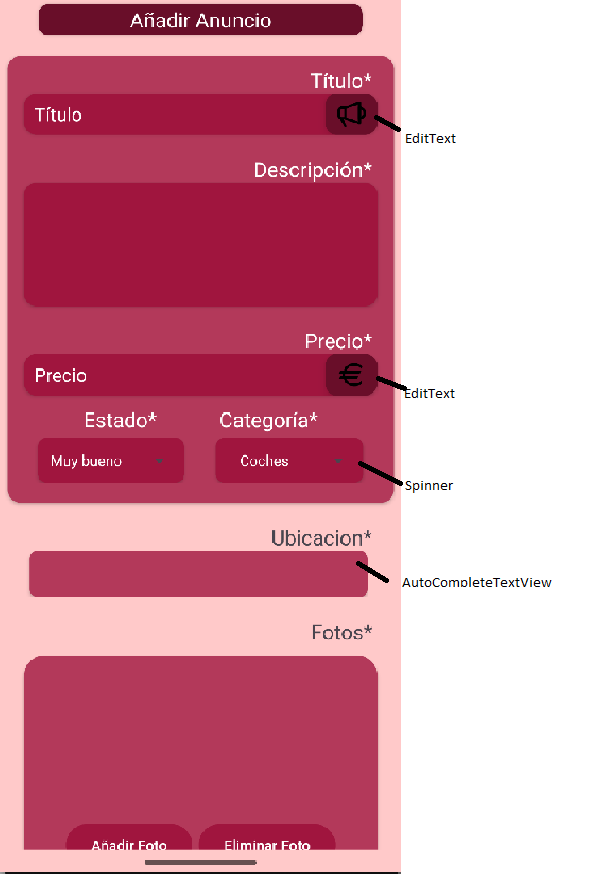 Añadir Anuncio
Título*
Título
EditText
Descripción*
Precio*
Precio
€
EditText
Estado* Categoría*
Muy bueno Coches
Spinner
Ubicacion*
AutoCompleteTextView
Fotos*
Añadir Foto Eliminar Foto